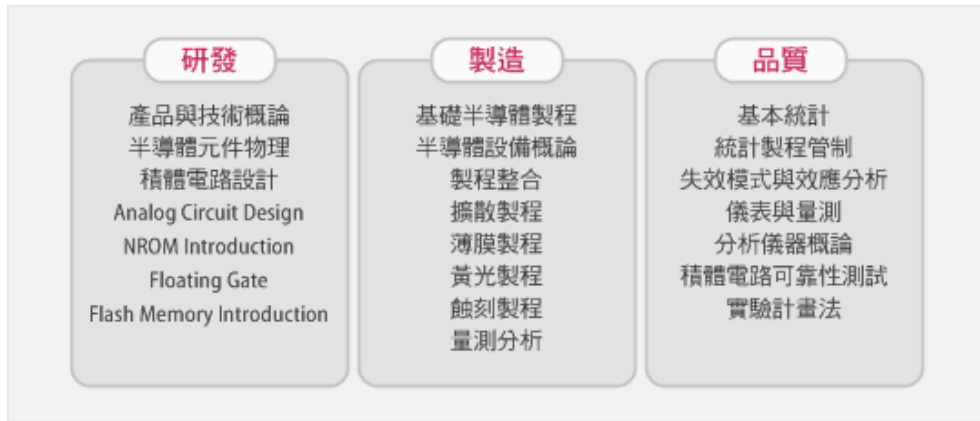 研發
產品與技術概論
半導體元件物理
積體電路設計
Analog Circuit Design
NROM Introduction
Floating Gate
Flash Memory Introduction
製造
基礎半導體製程
半導體設備概論
製程整合
擴散製程
薄膜製程
黃光製程
蝕刻製程
量測分析
品質
基本統計
統計製程管制
失效模式與效應分析
儀表與量測
分析儀器概論
積體電路可靠性測試
實驗計畫法